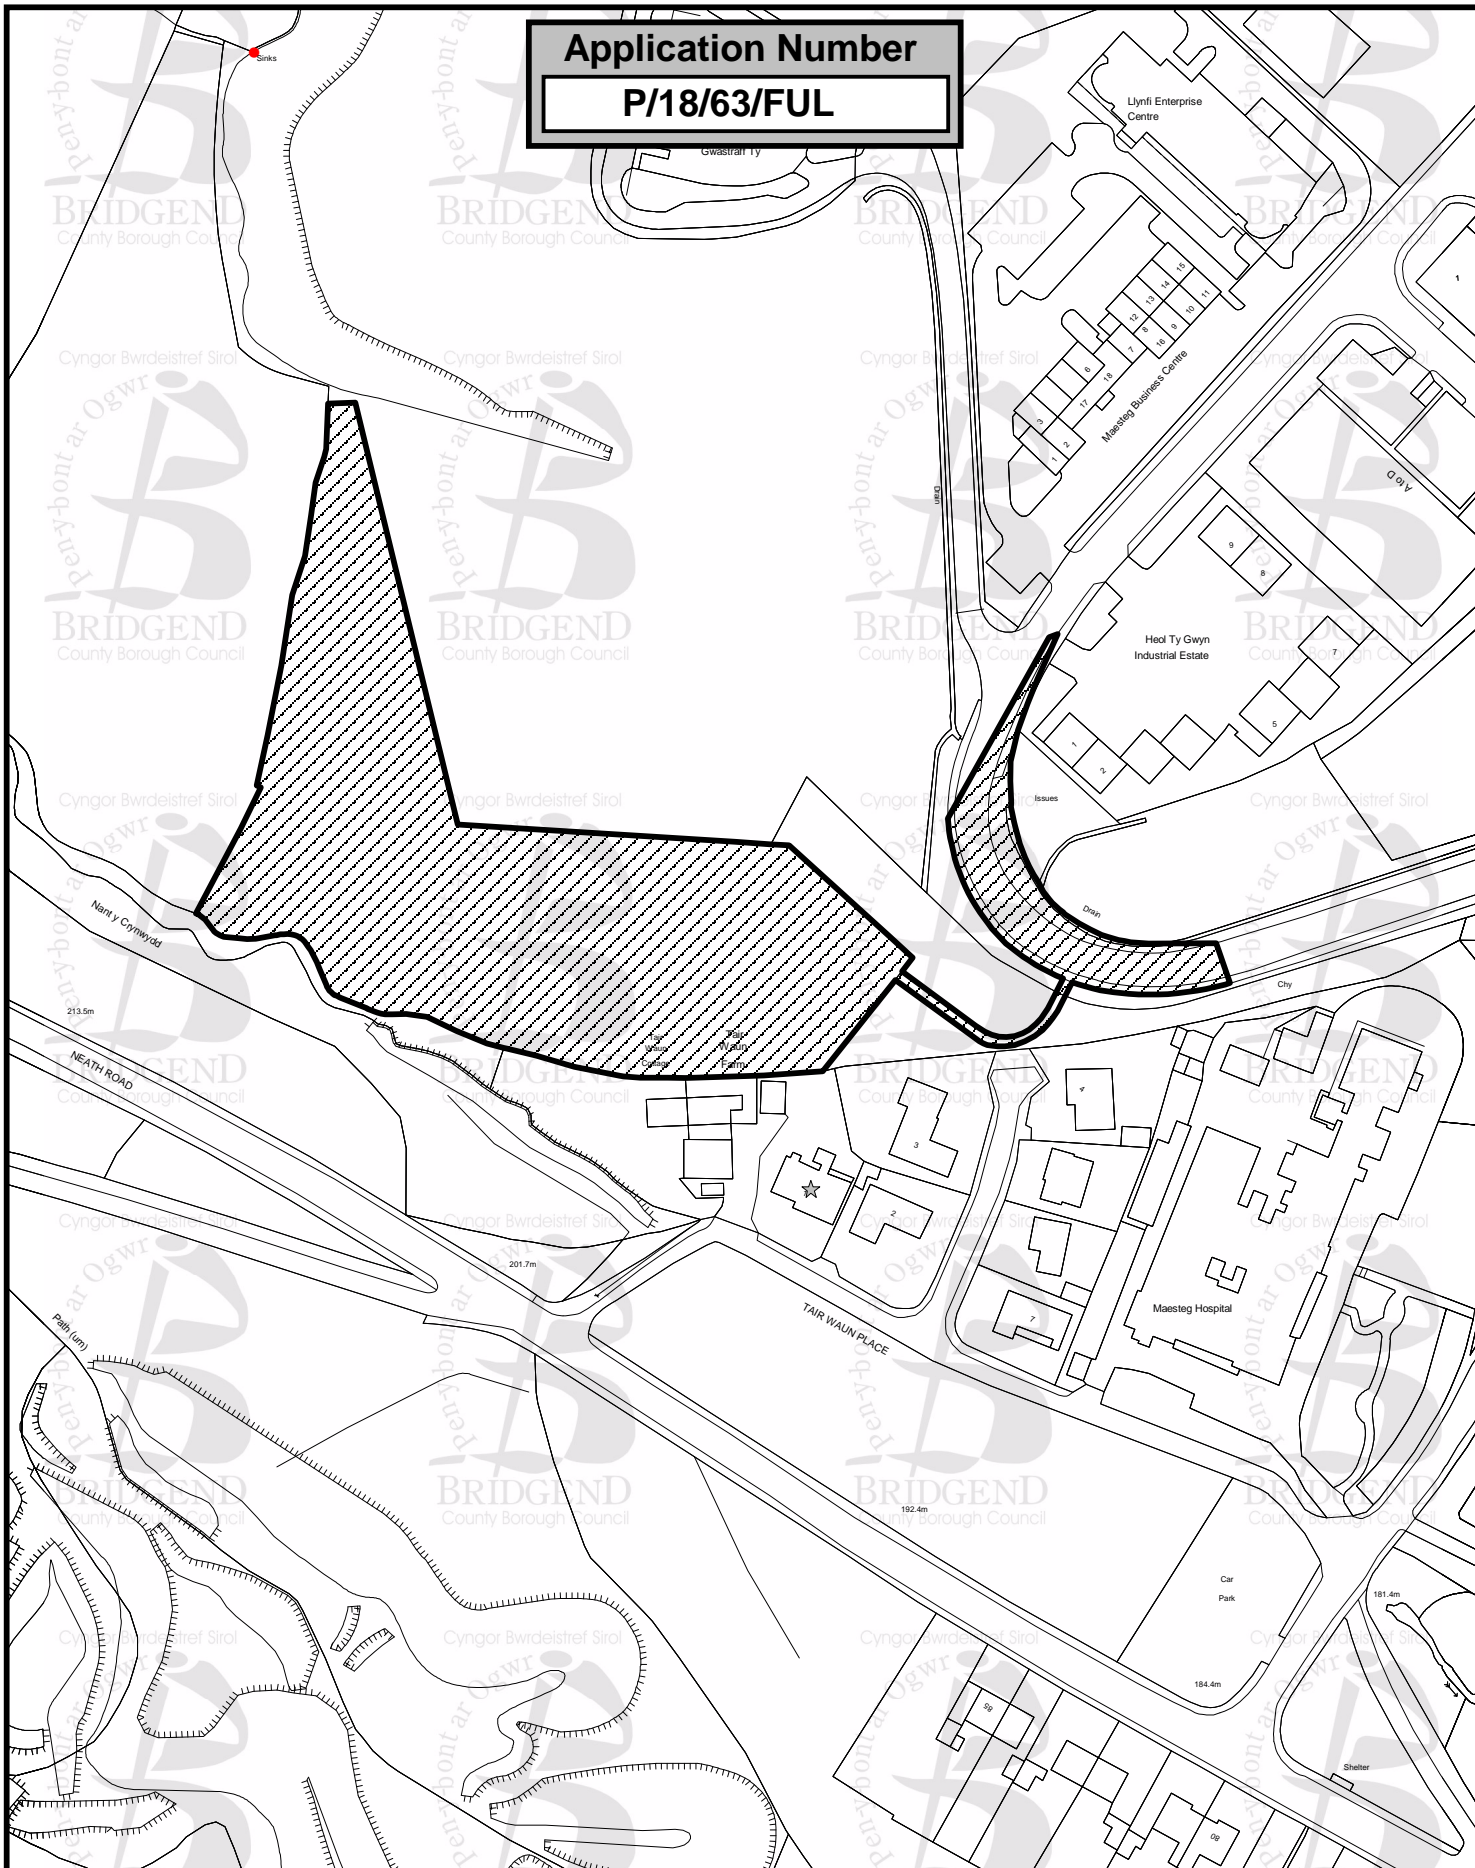 Application Number
P/18/63/FUL
Sinks
Gwastraff Ty
Llynfi Enterprise
Centre
15
14
13
12
11
10
9
8
16
7
18
6
17
3
2
1
Maesteg Business Centre
1
A to D
Drain
9
8
Heol Ty Gwyn
Industrial Estate
7
5
1
2
Issues
Drain
Chy
Nant y Crynwydd
213.5m
NEATH ROAD
Tair
Waun
Cottage
Tair
Waun
Farm
3
4
2
7
201.7m
TAIR WAUN PLACE
Maesteg Hospital
Path (um)
192.4m
Car
Park
181.4m
184.4m
85
80
Shelter
Cyngor Bwrdeistref Sirol
Pen-y-bont ar Ogwr
BRIDGEND
County Borough Council